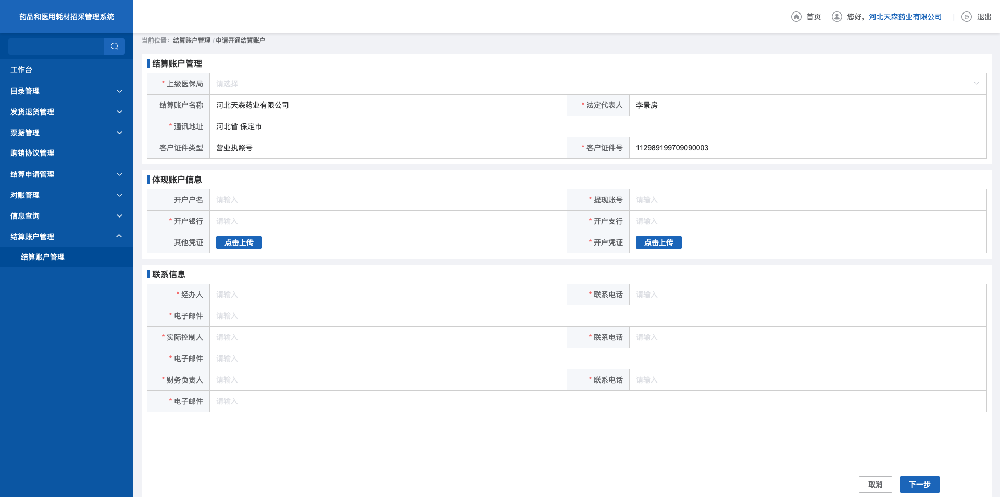 药品和医用耗材招采管理系统
首页
您好，河北天森药业有限公司
退出
当前位置：结算账户管理 / 申请开通结算账户
工作台
目录管理
发货退货管理
票据管理
购销协议管理
结算申请管理
对账管理
信息查询
结算账户管理
结算账户管理
结算账户管理
* 上级医保局 请选择
结算账户名称 河北天森药业有限公司 * 法定代表人 李景房
* 通讯地址 河北省 保定市
客户证件类型 营业执照号 * 客户证件号 112989199709090003
体现账户信息
开户户名 请输入 * 提现账号 请输入
* 开户银行 请输入 * 开户支行 请输入
其他凭证 点击上传 * 开户凭证 点击上传
联系信息
* 经办人 请输入 * 联系电话 请输入
* 电子邮件 请输入
* 实际控制人 请输入 * 联系电话 请输入
* 电子邮件 请输入
* 财务负责人 请输入 * 联系电话 请输入
* 电子邮件 请输入
取消 下一步